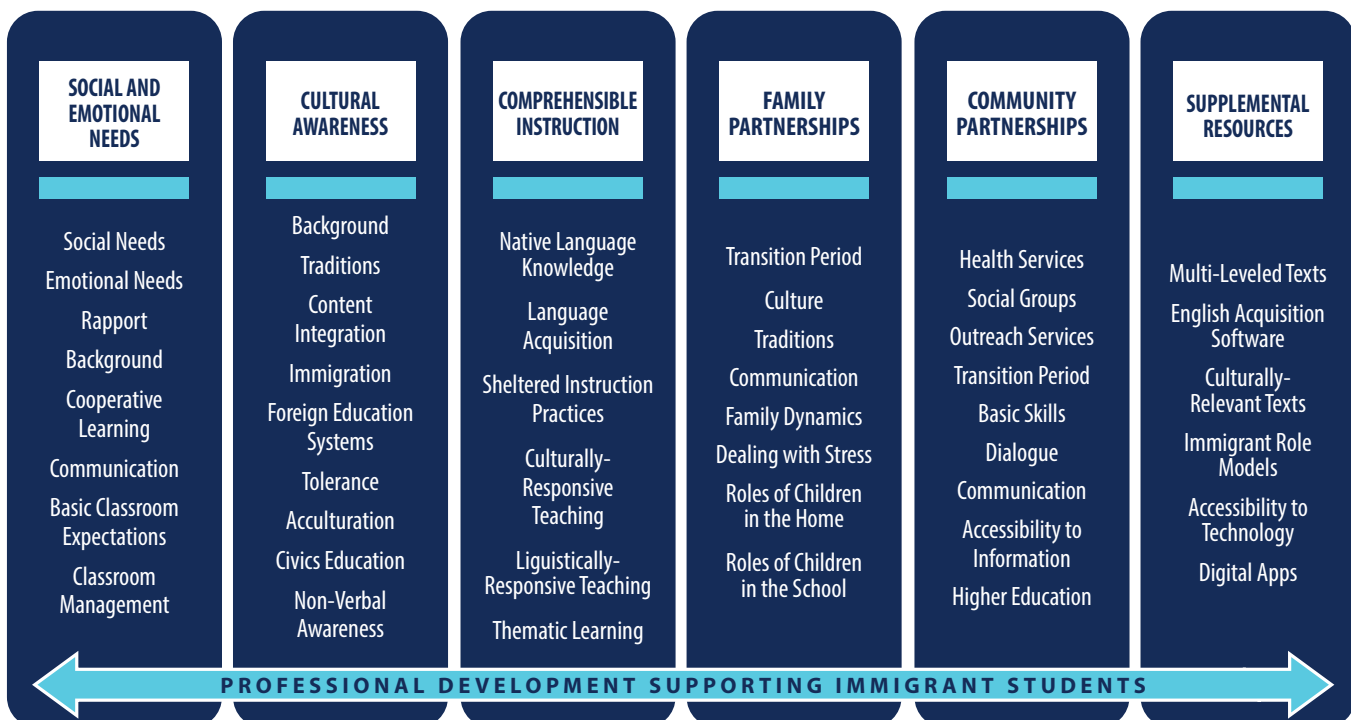 SOCIAL AND
EMOTIONAL
NEEDS
Social Needs
Emotional Needs
Rapport
Background
Cooperative
Learning
Communication
Basic Classroom
Expectations
Classroom
Management
CULTURAL
AWARENESS
Background
Traditions
Content
Integration
Immigration
Foreign Education
Systems
Tolerance
Acculturation
Civics Education
Non-Verbal
Awareness
COMPREHENSIBLE
INSTRUCTION
Native Language
Knowledge
Language
Acquisition
Sheltered Instruction
Practices
Culturally-
Responsive
Teaching
Liguistically-
Responsive Teaching
Thematic Learning
FAMILY
PARTNERSHIPS
Transition Period
Culture
Traditions
Communication
Family Dynamics
Dealing with Stress
Roles of Children
in the Home
Roles of Children
in the School
COMMUNITY
PARTNERSHIPS
Health Services
Social Groups
Outreach Services
Transition Period
Basic Skills
Dialogue
Communication
Accessibility to
Information
Higher Education
SUPPLEMENTAL
RESOURCES
Multi-Leveled Texts
English Acquisition
Software
Culturally-
Relevant Texts
Immigrant Role
Models
Accessibility to
Technology
Digital Apps
PROFESSIONAL DEVELOPMENT SUPPORTING IMMIGRANT STUDENTS